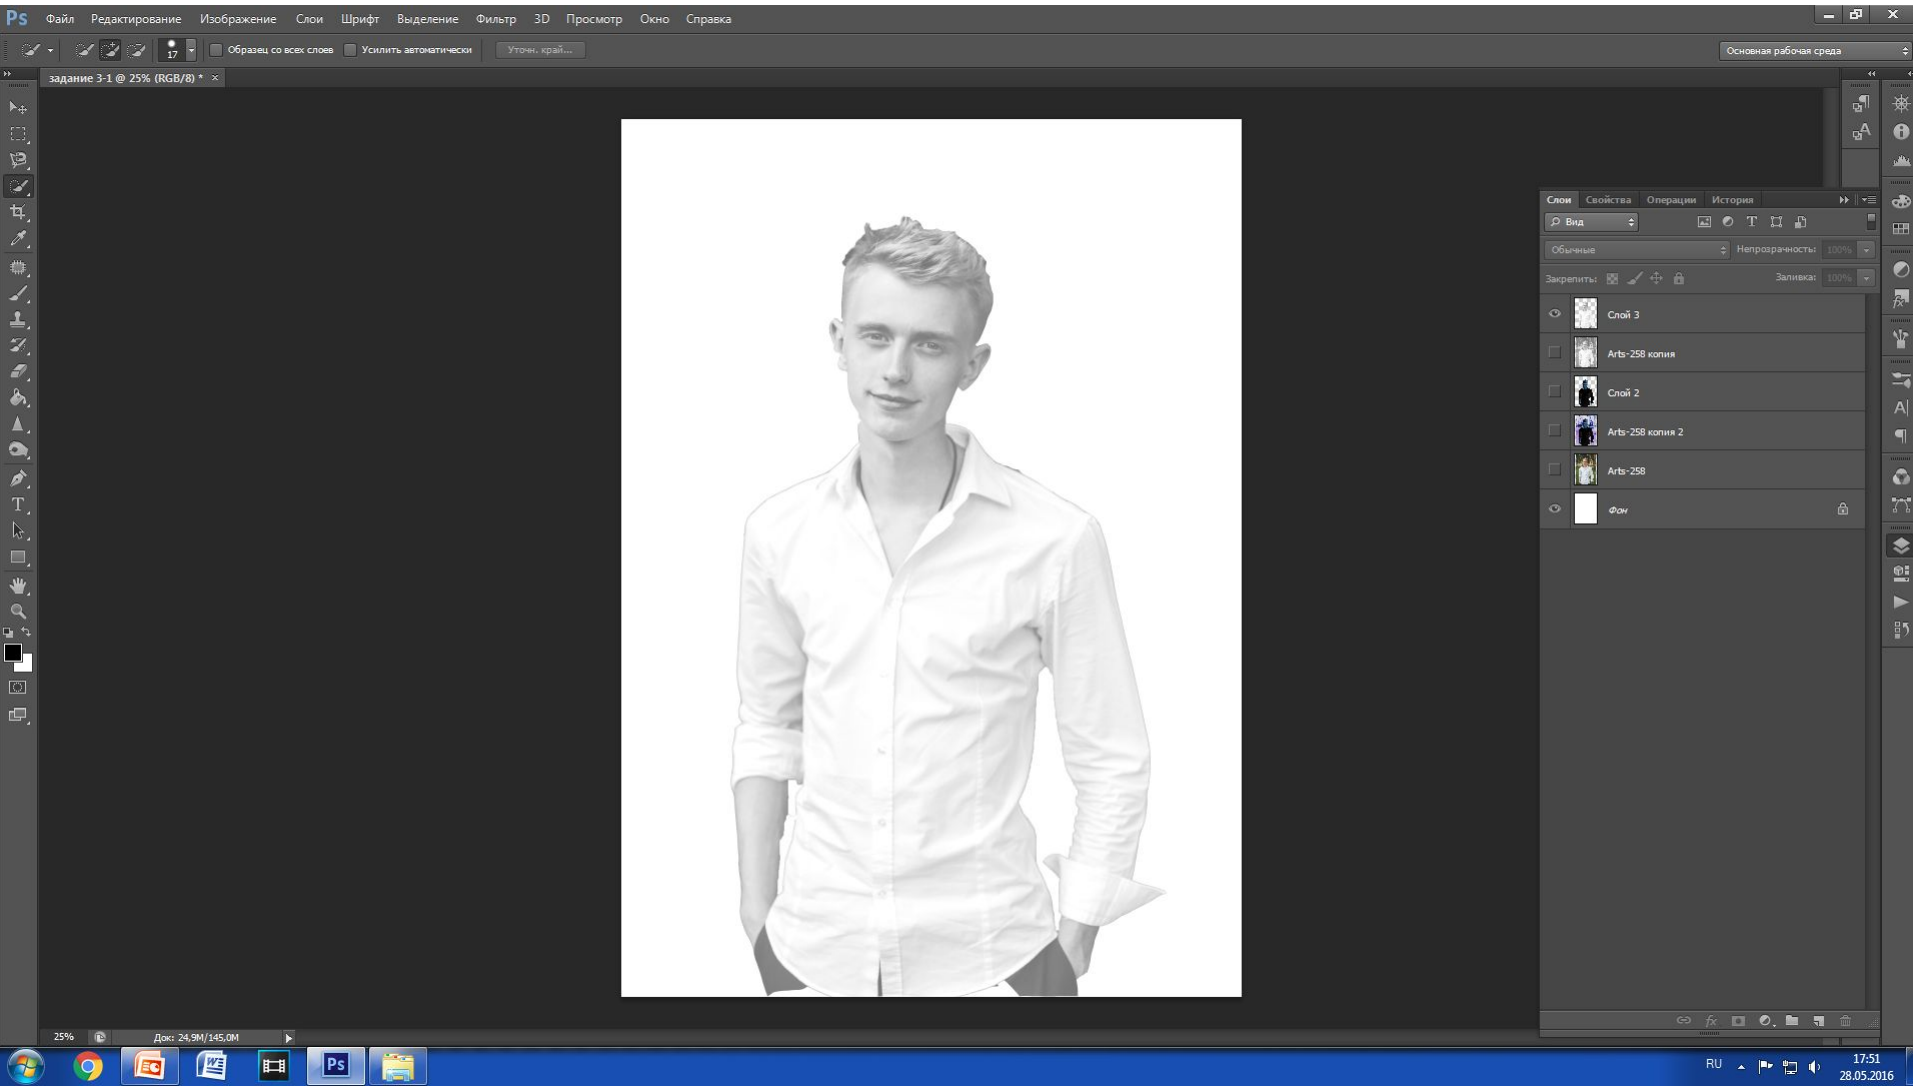 Ps Файл Редактирование Изображение Слои Шрифт Выделение Фильтр 3D Просмотр Окно Справка
17 Образец со всех слоев Усилить автоматически Уточн. край... Основная рабочая среда
задание 3-1 @ 25% (RGB/8) * ×
Слои Свойства Операции История
Вид
Обычные Непрозрачность: 100%
Закрепить: Заливка: 100%
Слой 3
Arts-258 копия
Слой 2
Arts-258 копия 2
Arts-258
Фон
25% Док: 24,9M/145,0M
Ps RU 17:51
28.05.2016